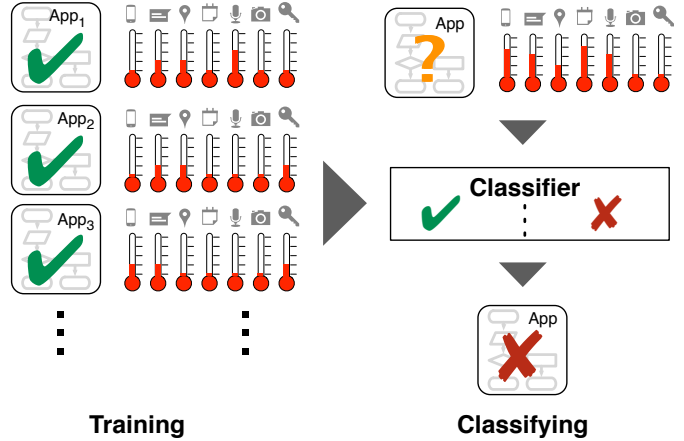 App1
App2
App3
Training
App
?
Classifier
App
Classifying